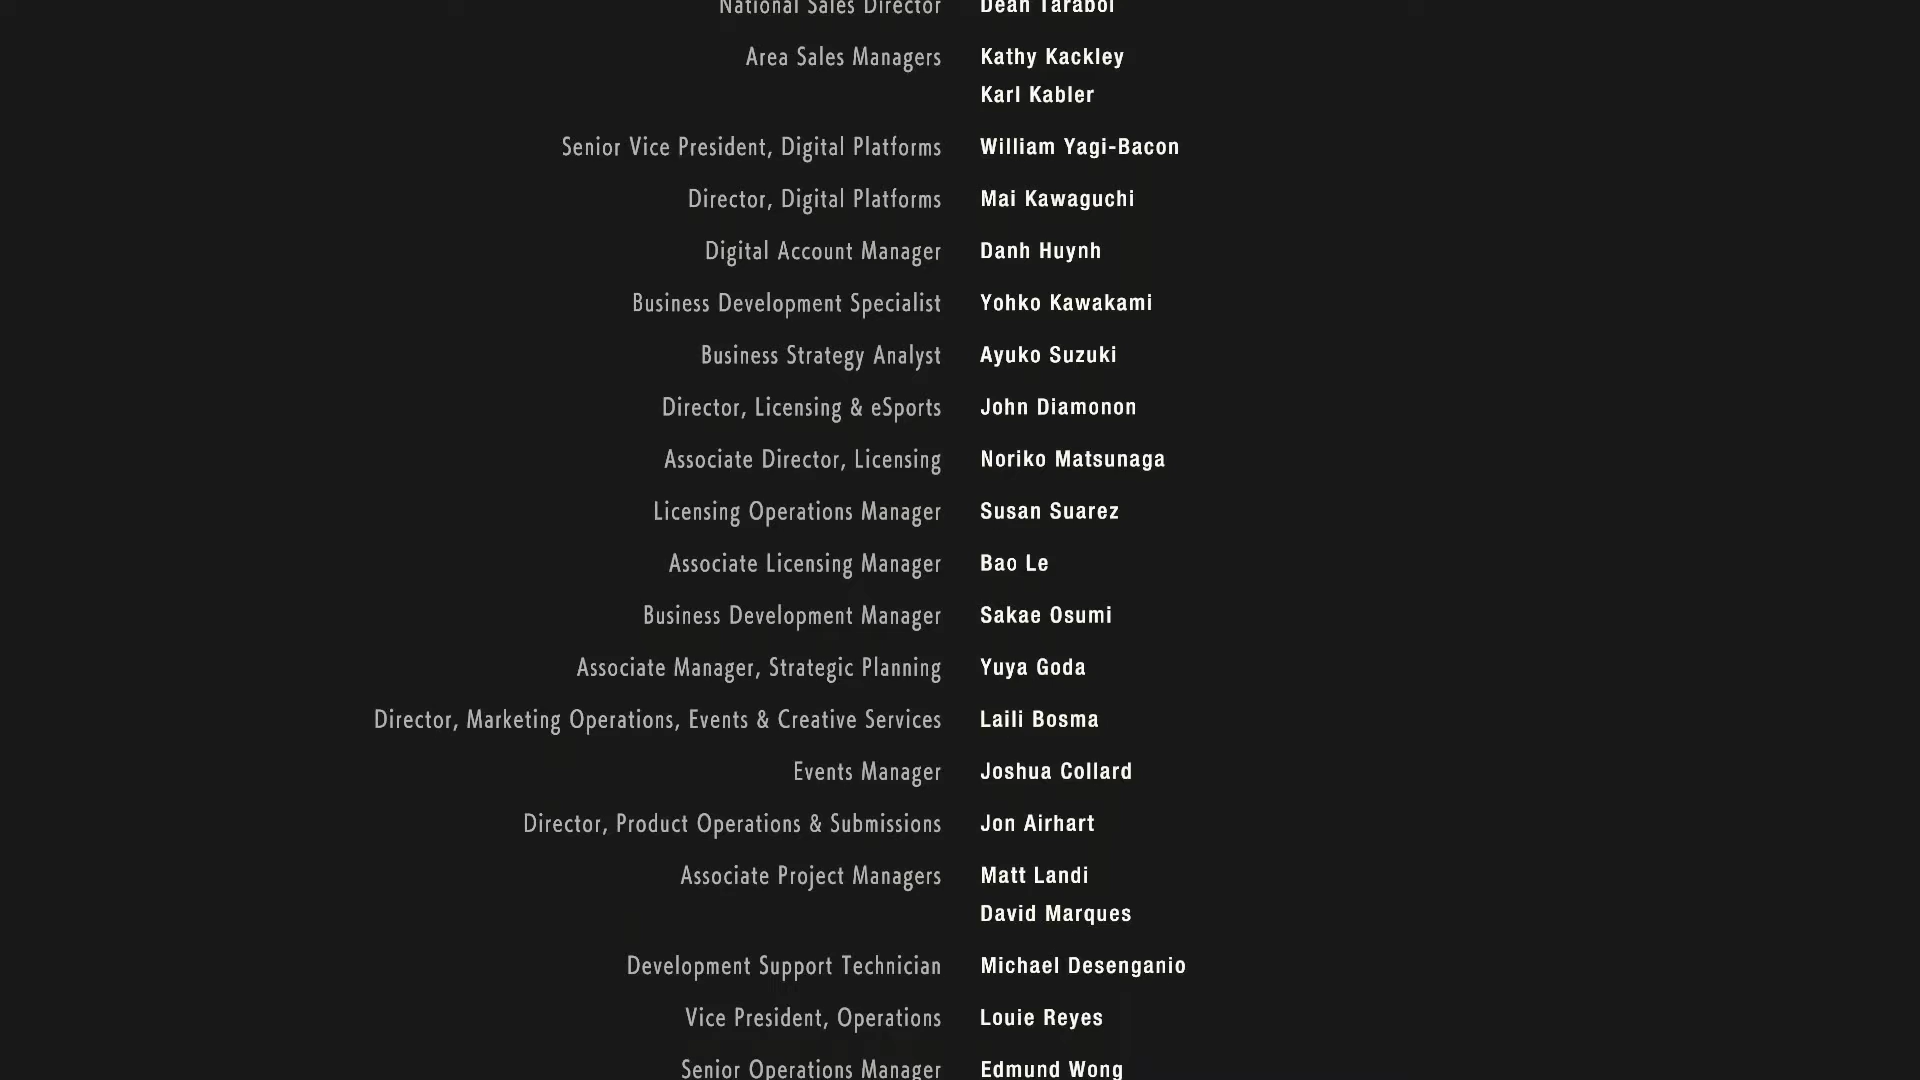 National Sales Director Dean Tarabol
Area Sales Managers Kathy Kackley
Karl Kabler
Senior Vice President, Digital Platforms William Yagi-Bacon
Director, Digital Platforms Mai Kawaguchi
Digital Account Manager Danh Huynh
Business Development Specialist Yohko Kawakami
Business Strategy Analyst Ayuko Suzuki
Director, Licensing & eSports John Diamonon
Associate Director, Licensing Noriko Matsunaga
Licensing Operations Manager Susan Suarez
Associate Licensing Manager Bao Le
Business Development Manager Sakae Osumi
Associate Manager, Strategic Planning Yuya Goda
Director, Marketing Operations, Events & Creative Services Laili Bosma
Events Manager Joshua Collard
Director, Product Operations & Submissions Jon Airhart
Associate Project Managers Matt Landi
David Marques
Development Support Technician Michael Desenganio
Vice President, Operations Louie Reyes
Senior Operations Manager Edmund Wong